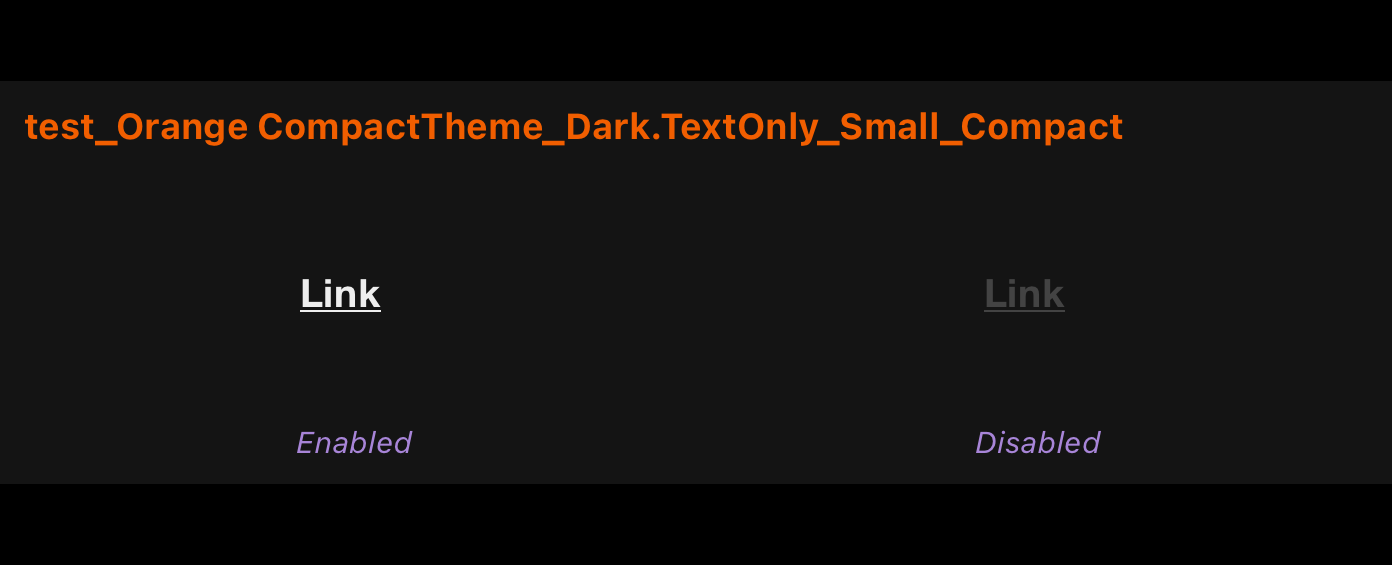 test_Orange CompactTheme_Dark.TextOnly_Small_Compact
Link Link
Enabled Disabled